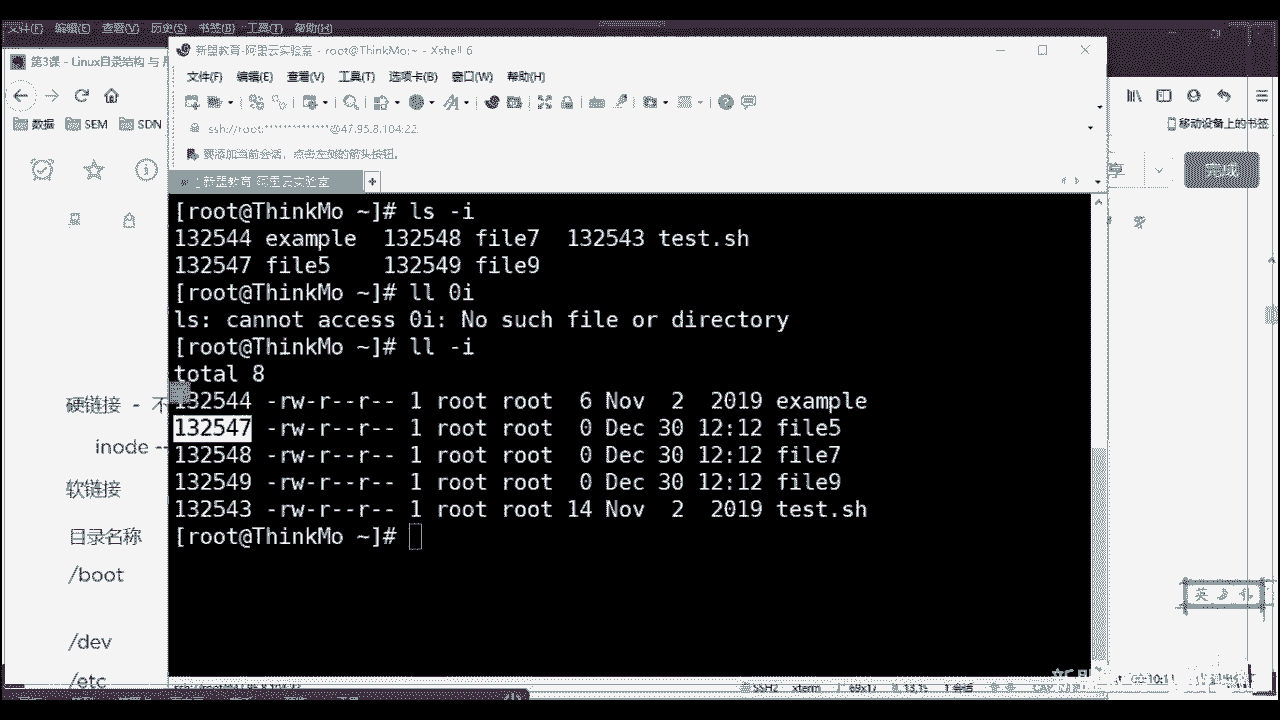 文件(F) 编辑(E) 查看(V) 历史(S) 书签(B) 工具(T) 帮助(H)
新盟教育-阿里云实验室 - root@ThinkMo:~ - Xshell 6
第3课 - Linux目录结构 与
文件(F) 编辑(E) 查看(V) 工具(T) 选项卡(B) 窗口(W) 帮助(H)
数据 SEM SDN
移动设备上的书签
ssh://root:**************@47.95.8.104:22
要添加当前会话，点击左侧的箭头按钮。
新盟教育-阿里云实验室
享
完成
[root@ThinkMo ~]# ls -i
132544 example 132548 file7 132543 test.sh
132547 file5 132549 file9
[root@ThinkMo ~]# ll 0i
ls: cannot access 0i: No such file or directory
[root@ThinkMo ~]# ll -i
total 8
132544 -rw-r--r-- 1 root root 6 Nov 2 2019 example
132547 -rw-r--r-- 1 root root 0 Dec 30 12:12 file5
132548 -rw-r--r-- 1 root root 0 Dec 30 12:12 file7
132549 -rw-r--r-- 1 root root 0 Dec 30 12:12 file9
132543 -rw-r--r-- 1 root root 14 Nov 2 2019 test.sh
[root@ThinkMo ~]#
硬链接 - 不
inode --
软链接
目录名称
/boot
/dev
/etc
英
SSH2 xterm 69x17 13,15 1 会话